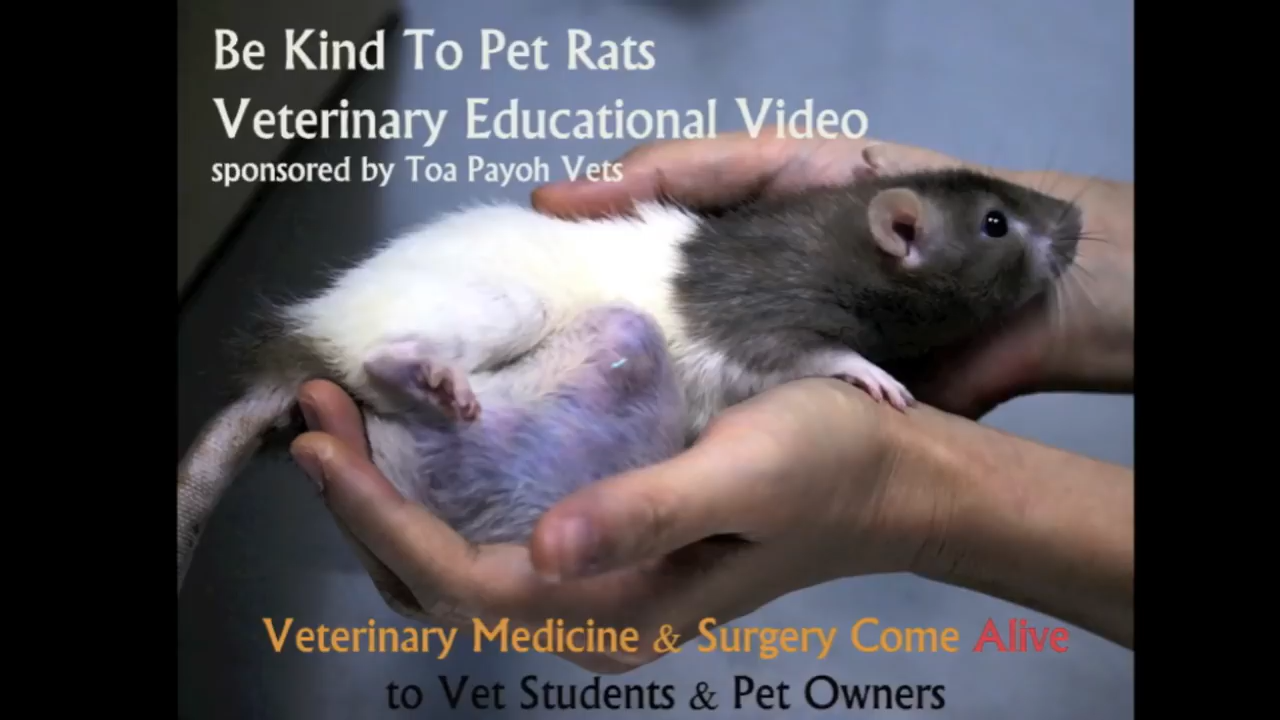 Be Kind To Pet Rats
Veterinary Educational Video
sponsored by Toa Payoh Vets
Veterinary Medicine & Surgery Come Alive
to Vet Students & Pet Owners